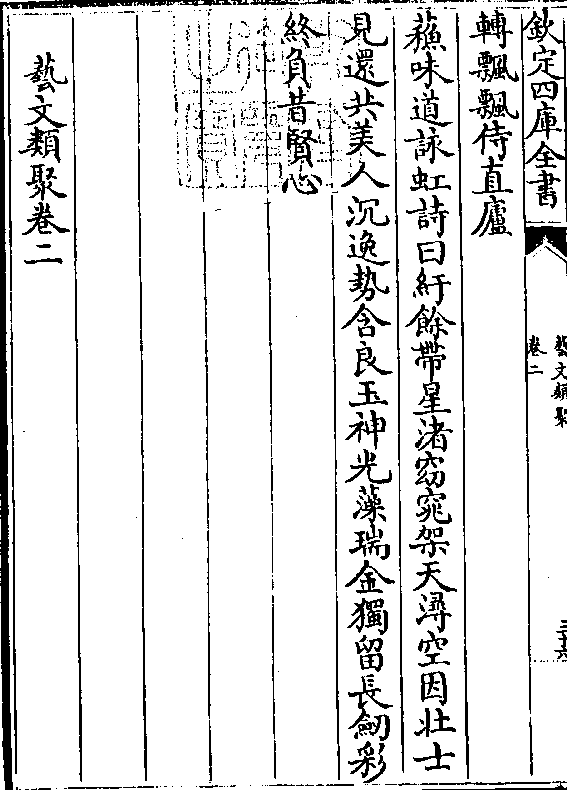 欽定四庫全書
藝文類聚
卷二
三十六
轉飄飄侍直廬
蘇味道詠虹詩曰紆餘帶星渚窈窕架天潯空因壯士
見還共美人沉逸勢含良玉神光藻瑞金獨留長劒彩
終負昔賢心
藝文類聚卷二